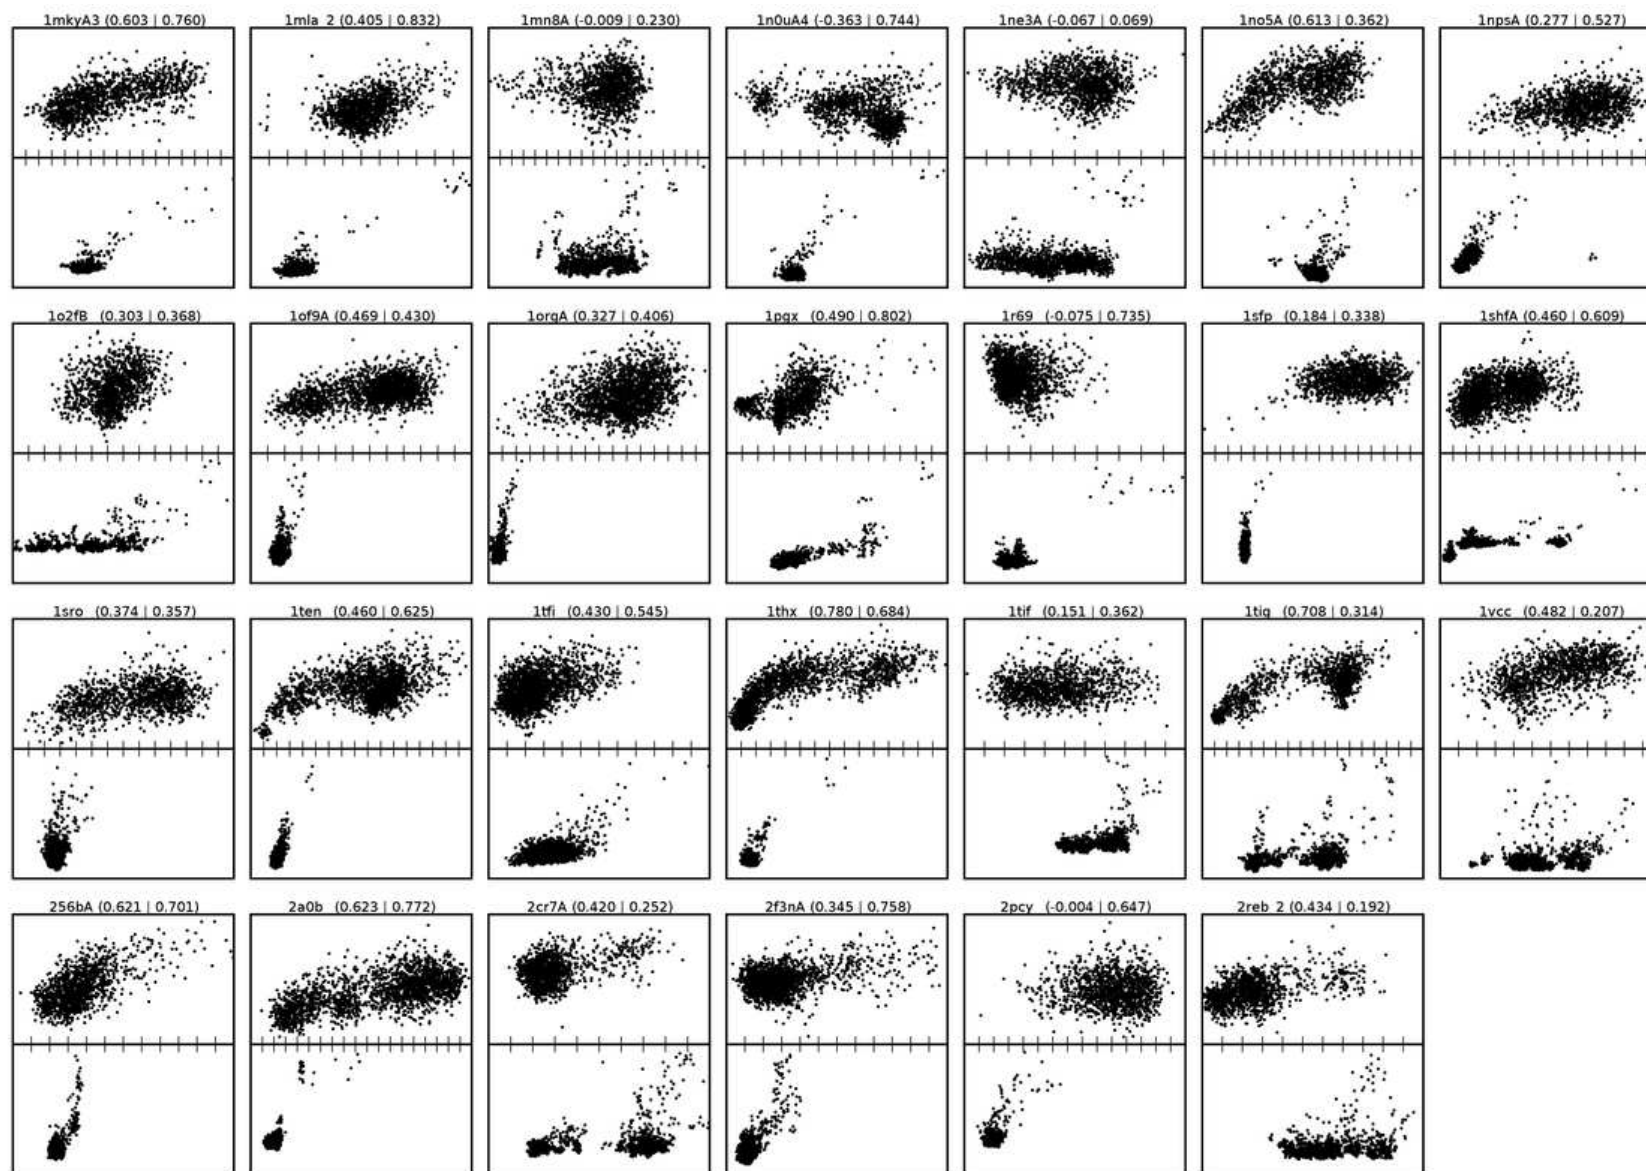 1mkyA3 (0.603 | 0.760) 1mla_2 (0.405 | 0.832) 1mn8A (-0.009 | 0.230) 1n0uA4 (-0.363 | 0.744) 1ne3A (-0.067 | 0.069) 1no5A (0.613 | 0.362) 1npsA (0.277 | 0.527)
1o2fB (0.303 | 0.368) 1of9A (0.469 | 0.430) 1orgA (0.327 | 0.406) 1pgx (0.490 | 0.802) 1r69 (-0.075 | 0.735) 1sfp (0.184 | 0.338) 1shfA (0.460 | 0.609)
1sro (0.374 | 0.357) 1ten (0.460 | 0.625) 1tfi (0.430 | 0.545) 1thx (0.780 | 0.684) 1tif (0.151 | 0.362) 1tig (0.708 | 0.314) 1vcc (0.482 | 0.207)
256bA (0.621 | 0.701) 2a0b (0.623 | 0.772) 2cr7A (0.420 | 0.252) 2f3nA (0.345 | 0.758) 2pcy (-0.004 | 0.647) 2reb_2 (0.434 | 0.192)